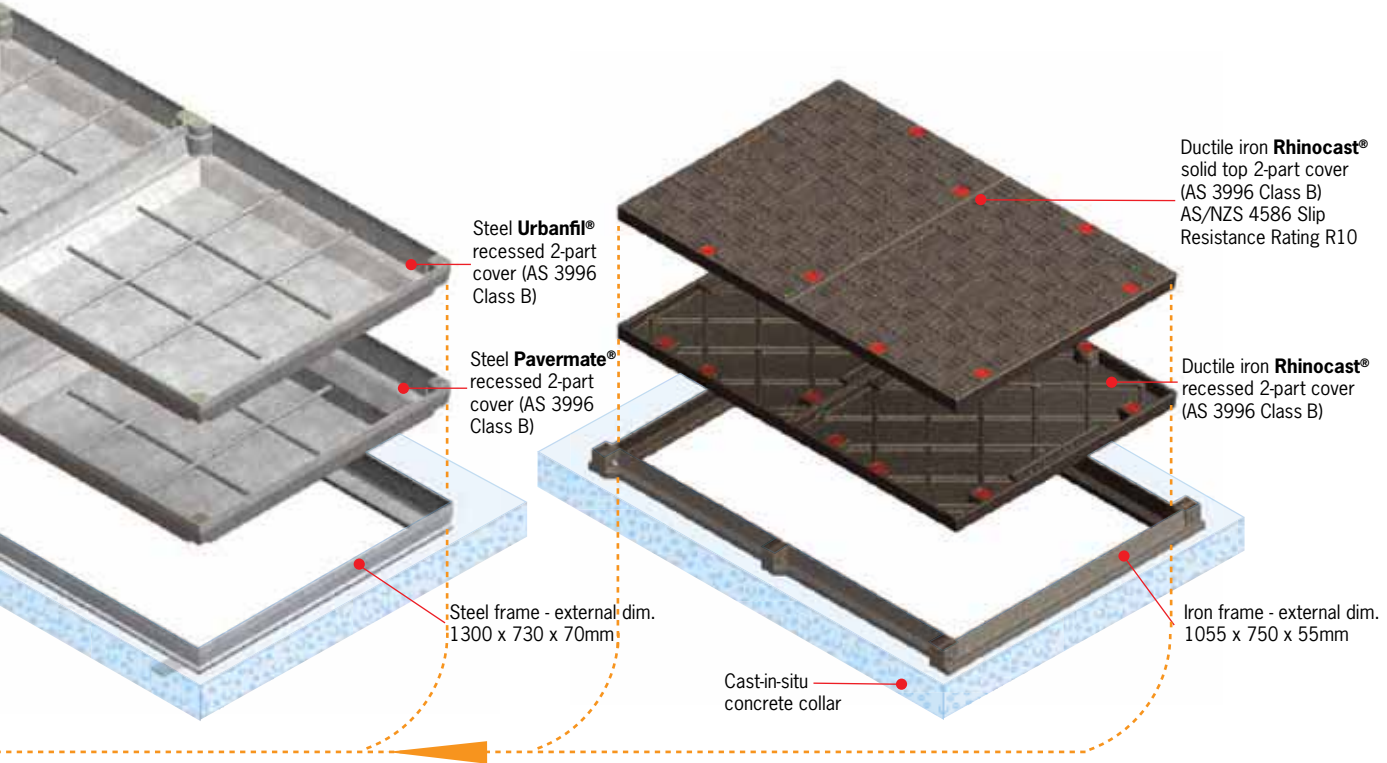 Steel Urbanfil®
recessed 2-part
cover (AS 3996
Class B)
Steel Pavermate®
recessed 2-part
cover (AS 3996
Class B)
Steel frame - external dim.
1300 x 730 x 70mm
Ductile iron Rhinocast®
solid top 2-part cover
(AS 3996 Class B)
AS/NZS 4586 Slip
Resistance Rating R10
Ductile iron Rhinocast®
recessed 2-part cover
(AS 3996 Class B)
Iron frame - external dim.
1055 x 750 x 55mm
Cast-in-situ
concrete collar